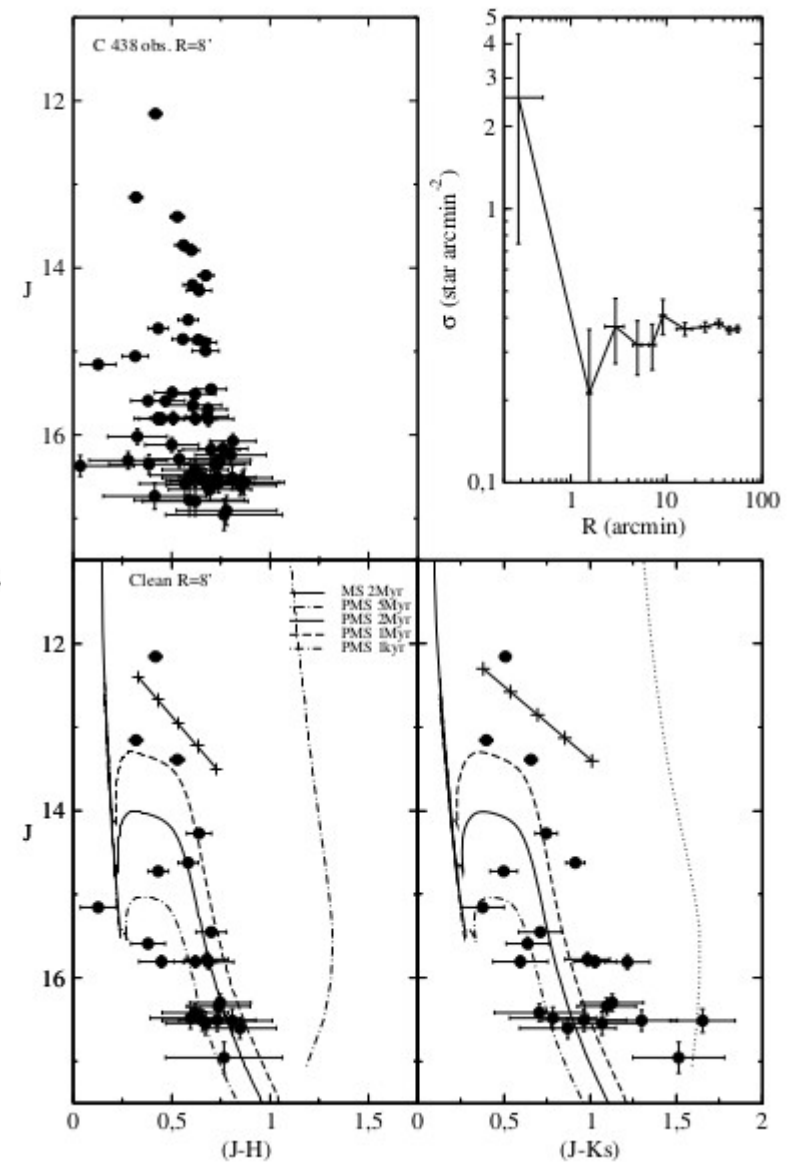 C 438 obs. R=8'
12
14
16
J
5
4
3
2
1
0,1
σ (star arcmin⁻²)
1 10 100
R (arcmin)
Clean R=8'
MS 2Myr
PMS 5Myr
PMS 2Myr
PMS 1Myr
PMS 1kyr
12
14
16
J
0 0,5 1 1,5 0 0,5 1 1,5 2
(J-H) (J-Ks)